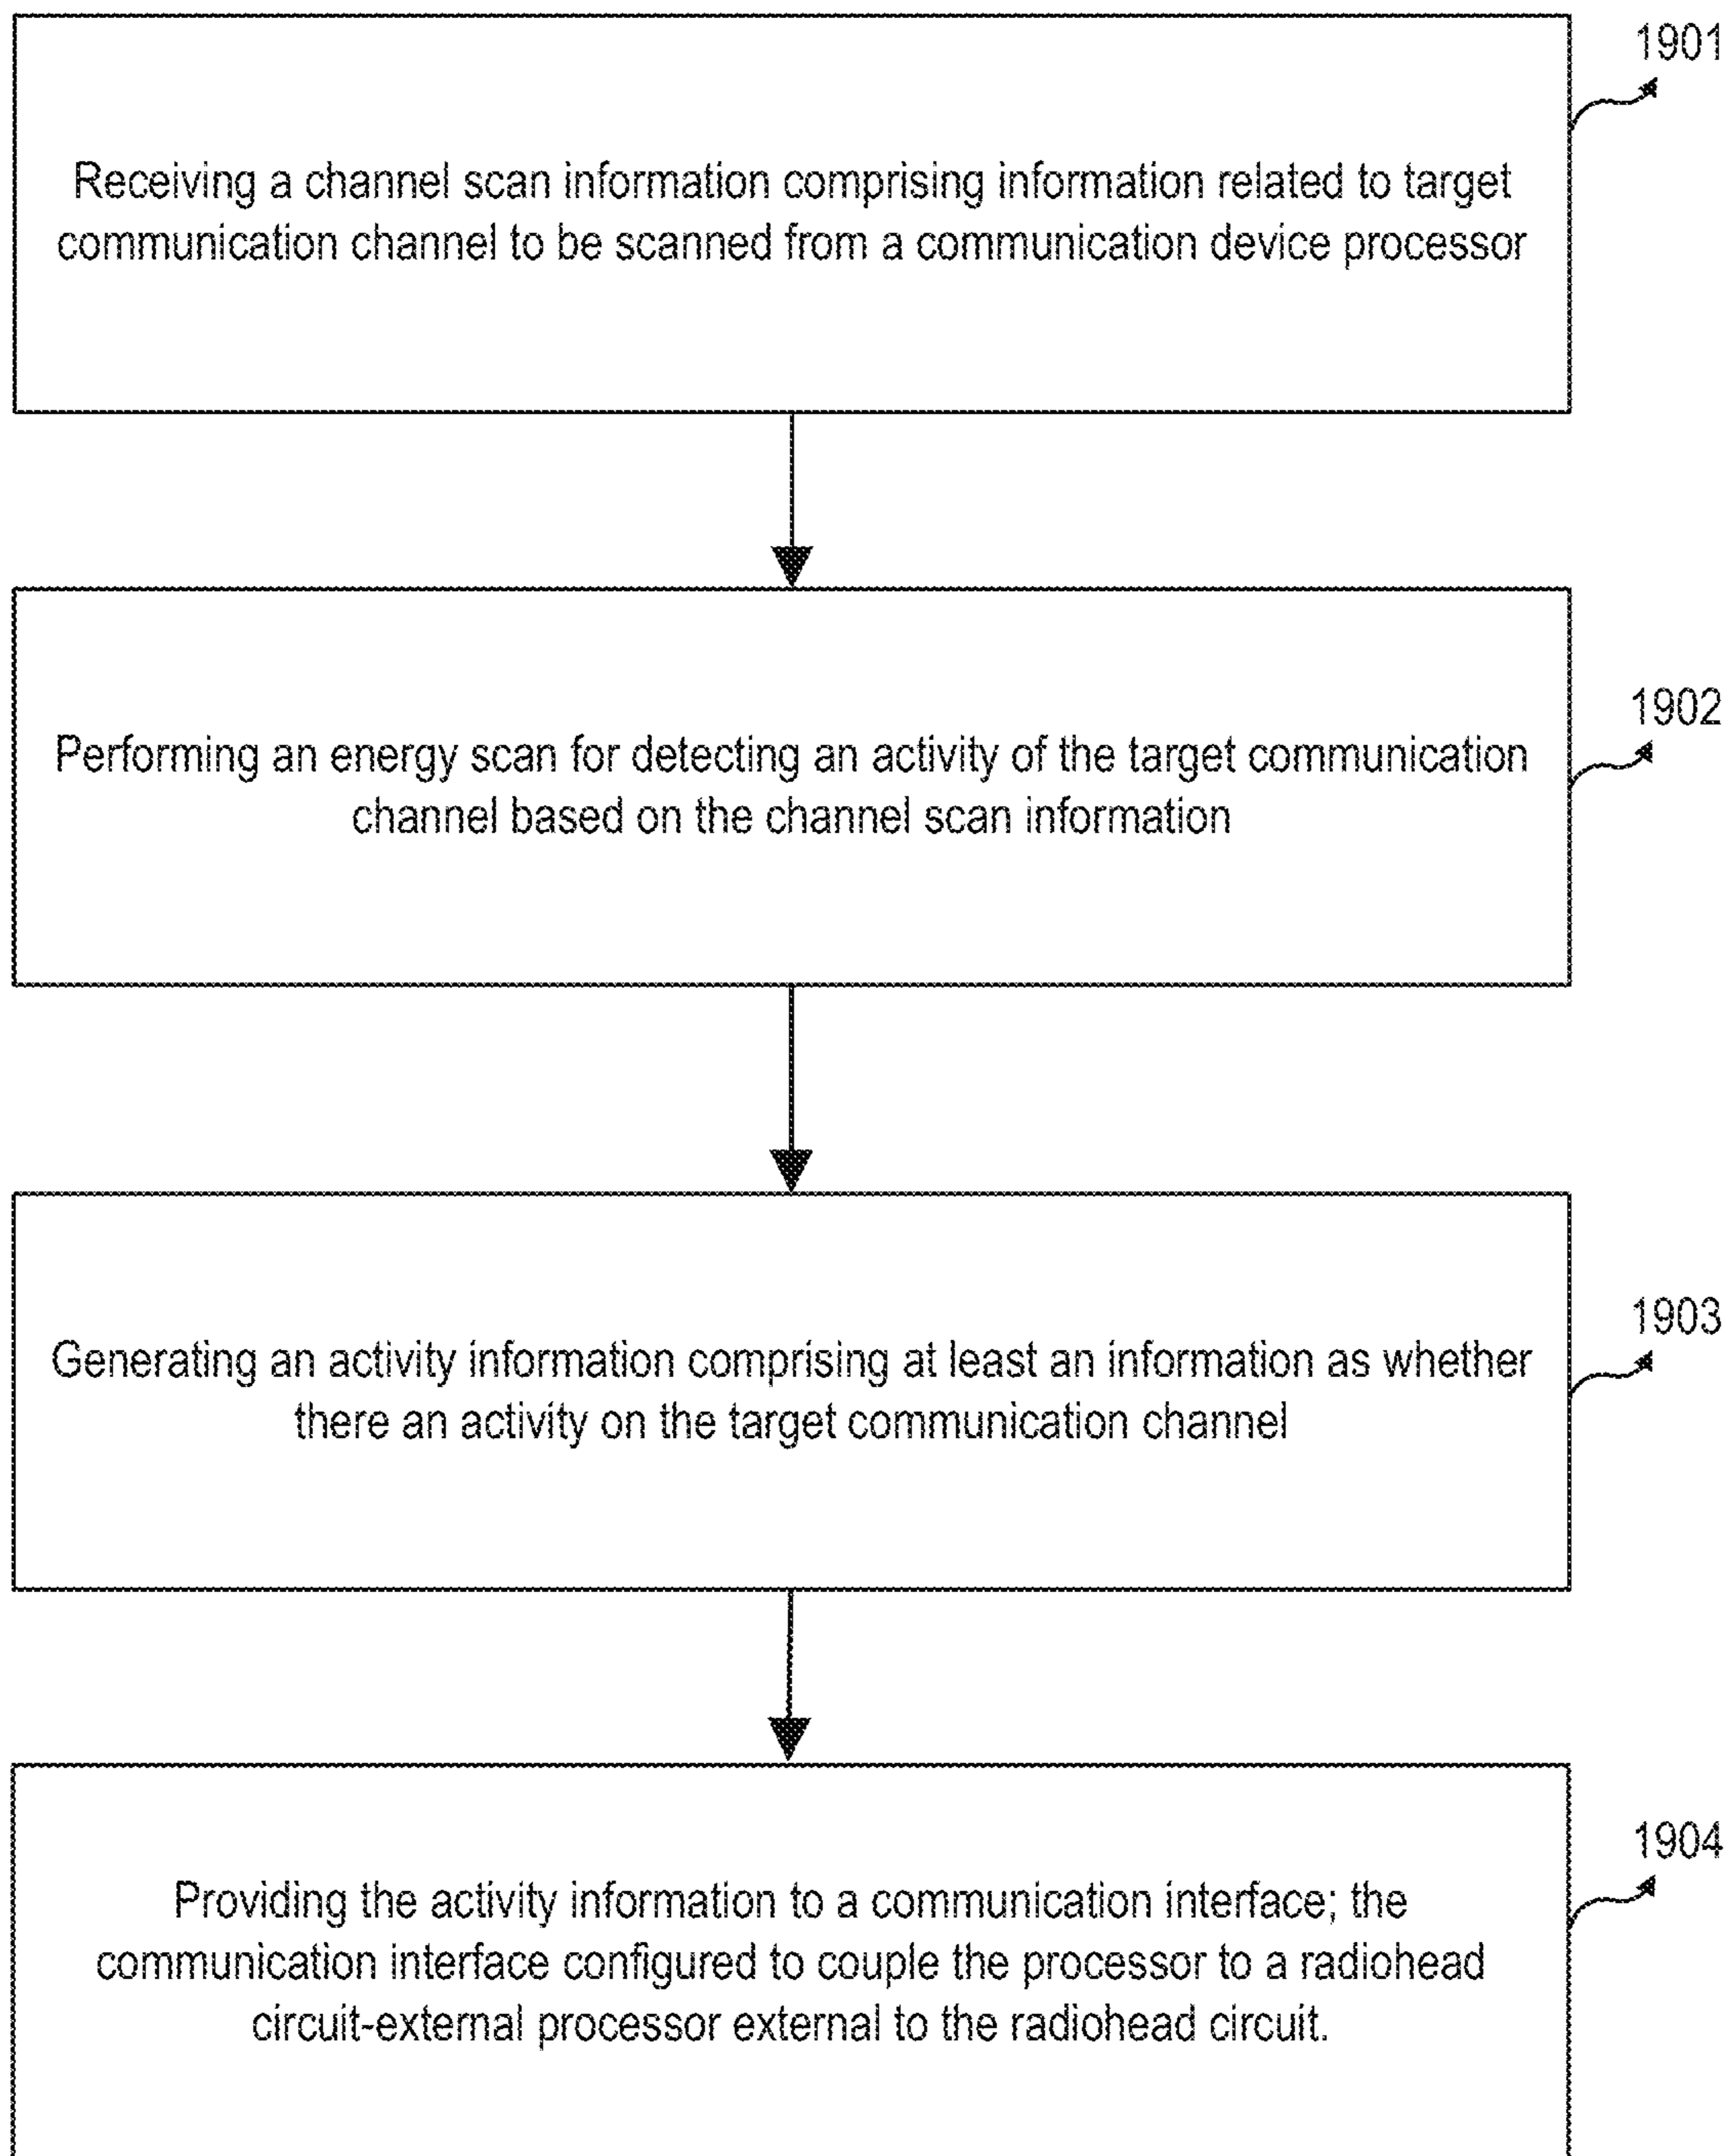 1901
Receiving a channel scan information comprising information related to target
communication channel to be scanned from a communication device processor
1902
Performing an energy scan for detecting an activity of the target communication
channel based on the channel scan information
1903
Generating an activity information comprising at least an information as whether
there an activity on the target communication channel
1904
Providing the activity information to a communication interface; the
communication interface configured to couple the processor to a radiohead
circuit-external processor external to the radiohead circuit.